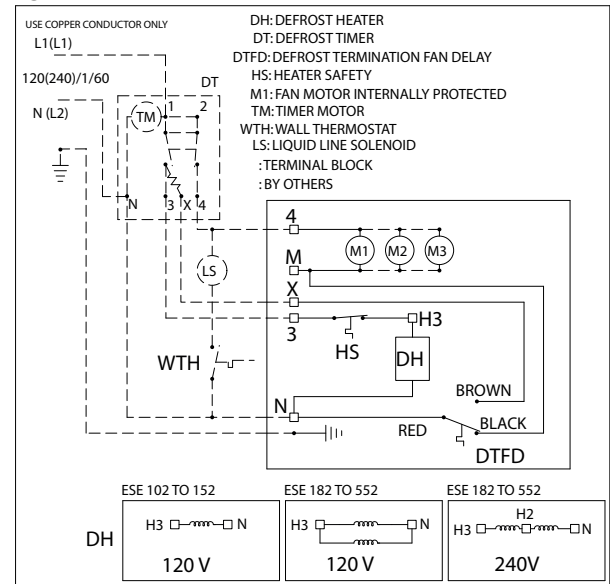 USE COPPER CONDUCTOR ONLY
L1(L1)
120(240)/1/60
N (L2)
DH: DEFROST HEATER
DT: DEFROST TIMER
DTFD: DEFROST TERMINATION FAN DELAY
HS: HEATER SAFETY
M1: FAN MOTOR INTERNALLY PROTECTED
TM: TIMER MOTOR
WTH: WALL THERMOSTAT
LS: LIQUID LINE SOLENOID
: TERMINAL BLOCK
: BY OTHERS
DT
1 2
TM
N 3 X 4
4
M1 M2 M3
M
LS
X
3
H3
HS
DH
WTH
BROWN
N
RED
BLACK
DTFD
ESE 102 TO 152
ESE 182 TO 552
ESE 182 TO 552
DH
H3 N
120 V
H3 N
120 V
H3 H2 N
240V